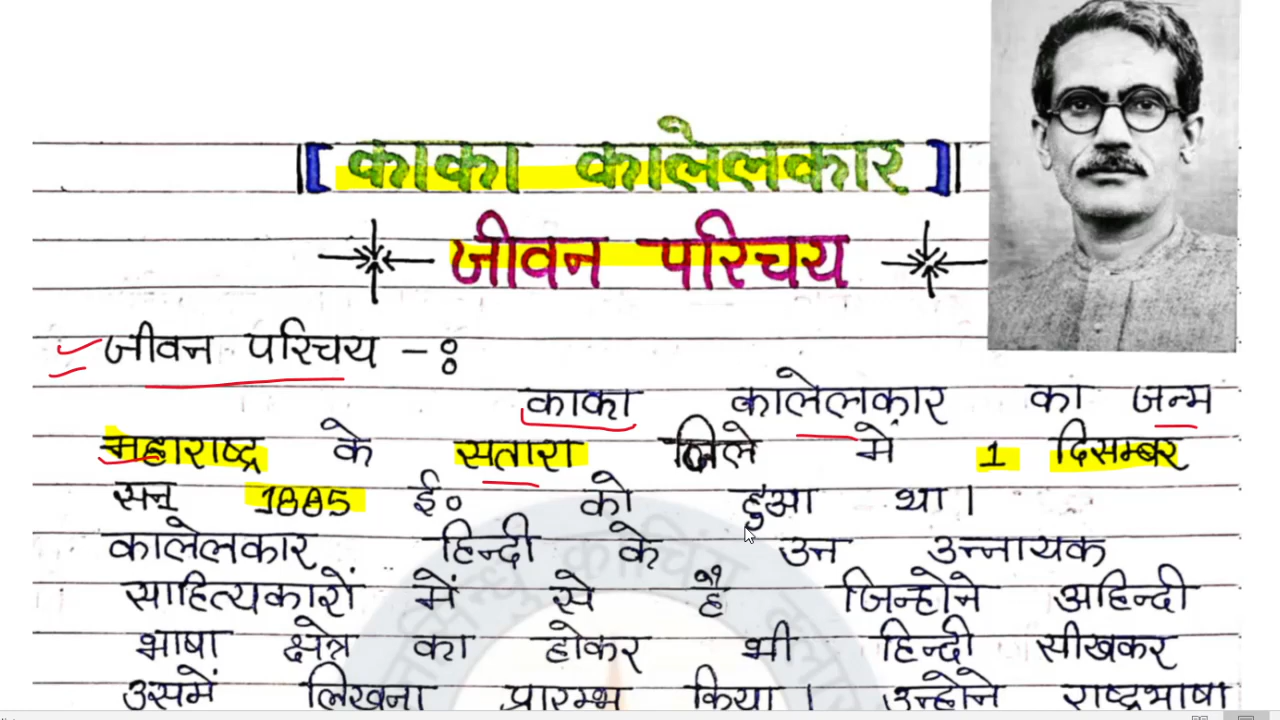 [ काका कालेलकार ]
जीवन परिचय
जीवन परिचय -:
काका कालेलकार का जन्म
महाराष्ट्र के सतारा जिले में 1 दिसम्बर
सन् 1885 ई० को हुआ था।
कालेलकार हिन्दी के उन उन्नायक
साहित्यकारों में से हैं जिन्होने अहिन्दी
भाषा क्षेत्र का होकर भी हिन्दी सीखकर
उसमें लिखना प्रारम्भ किया। उन्होने राष्ट्रभाषा